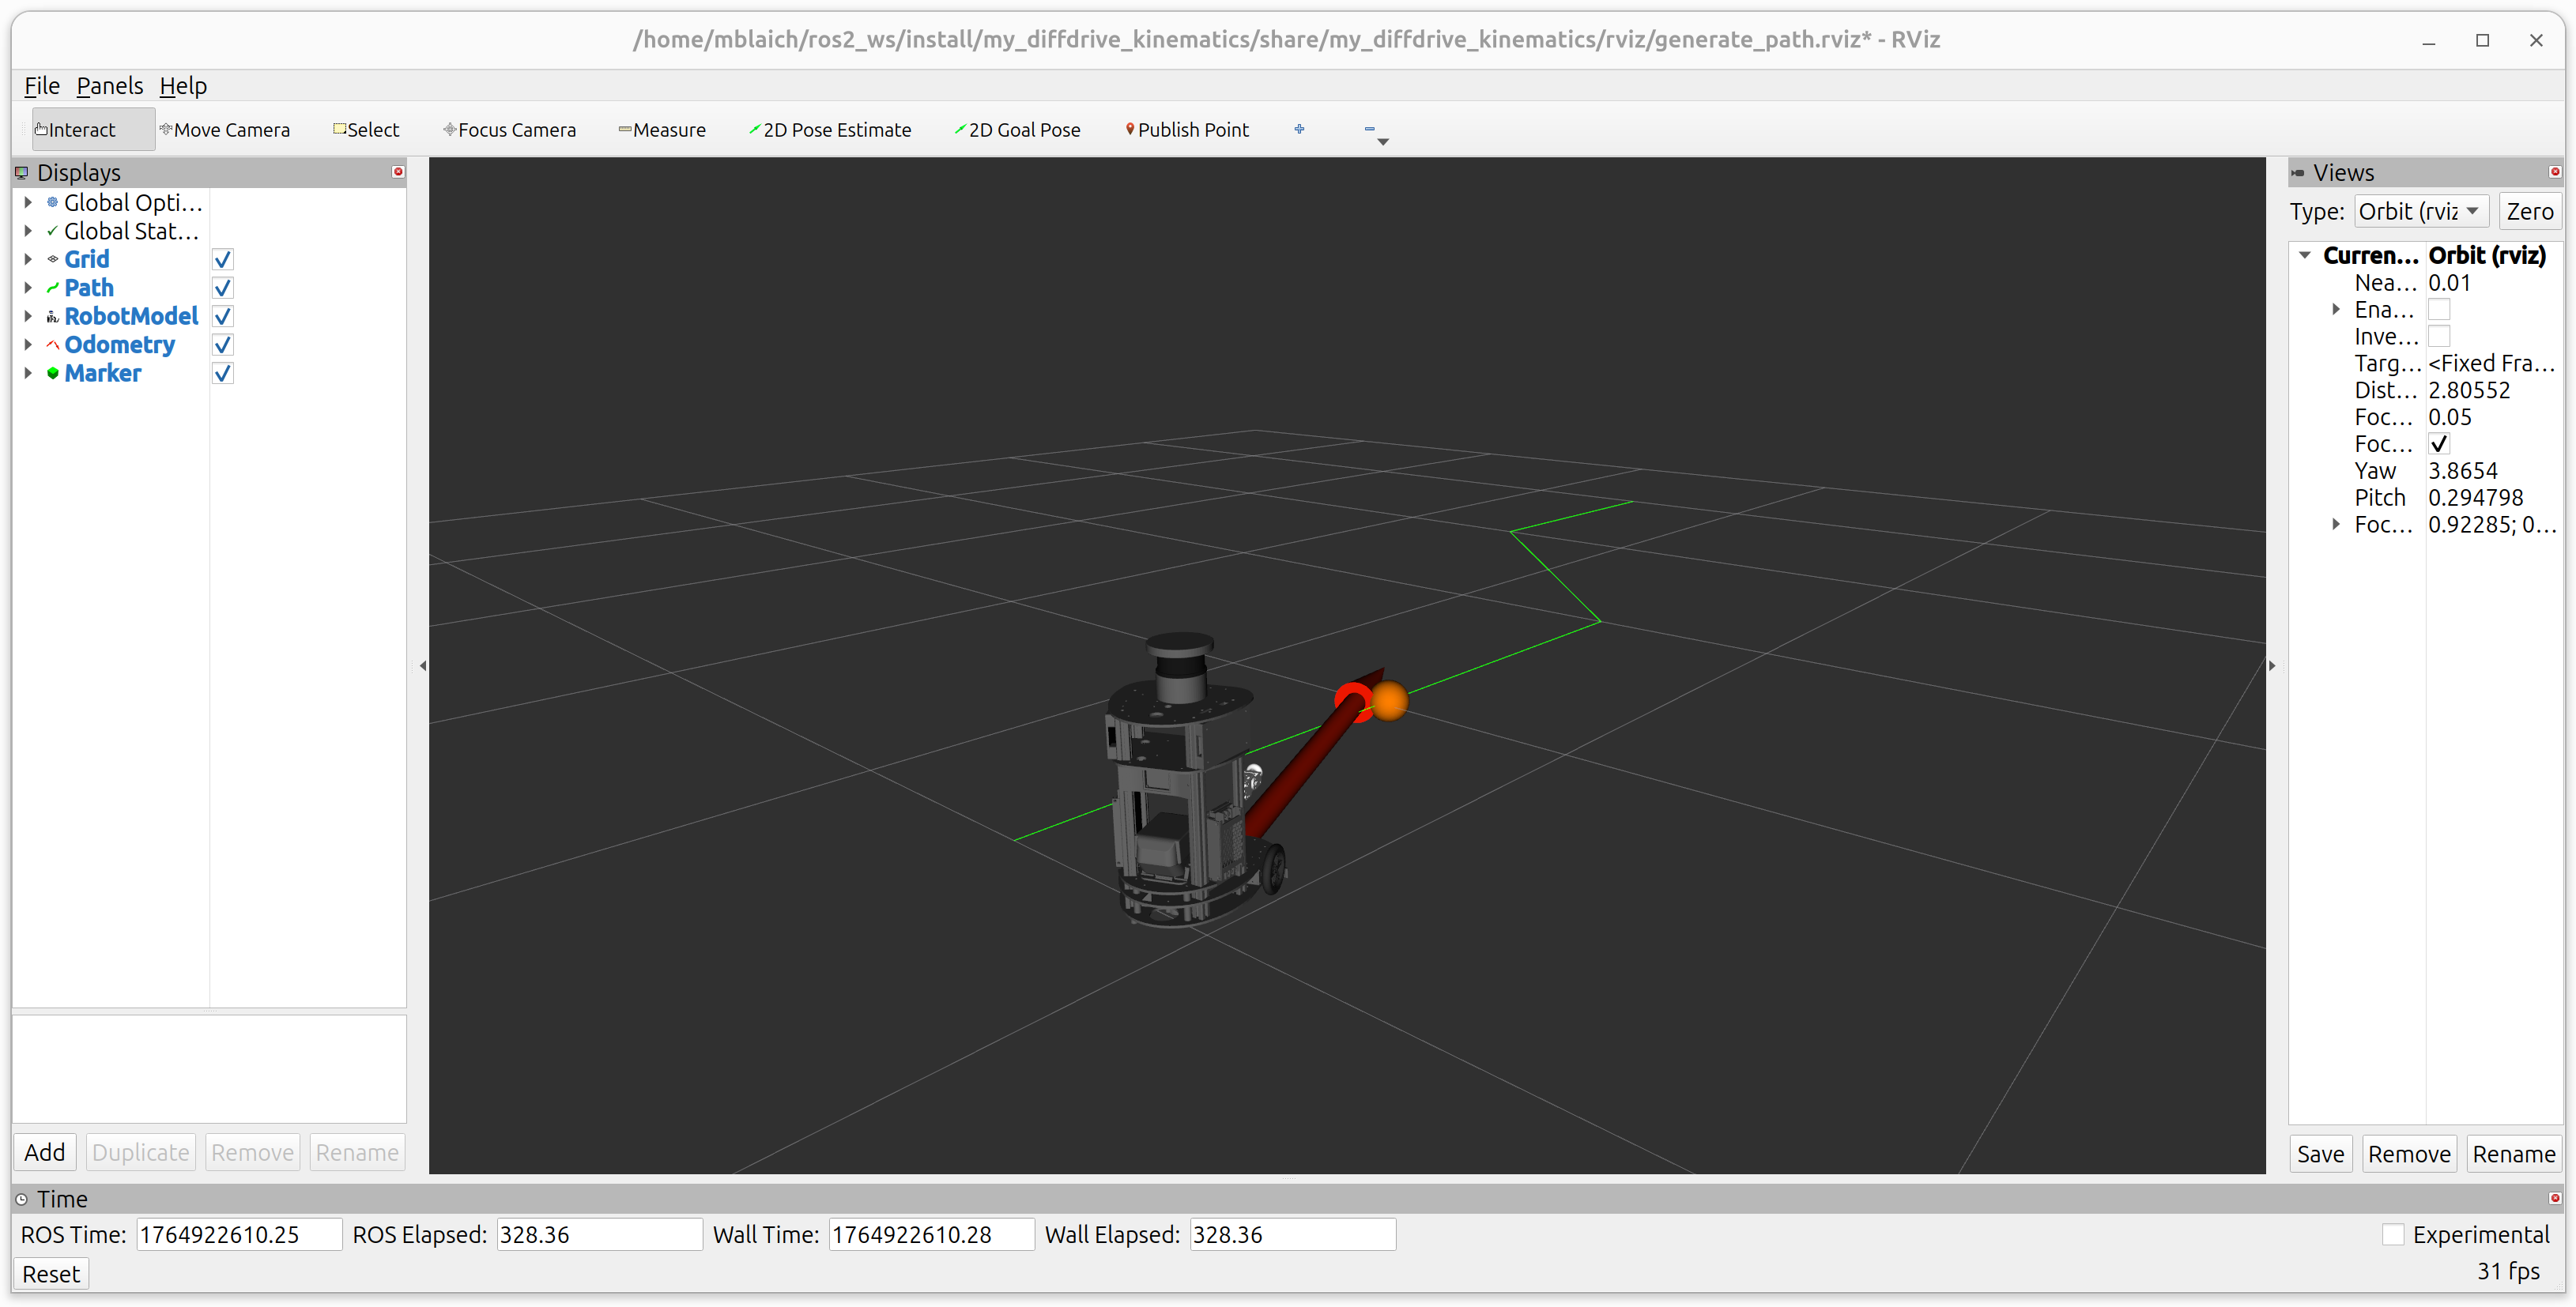 /home/mblaich/ros2_ws/install/my_diffdrive_kinematics/share/my_diffdrive_kinematics/rviz/generate_path.rviz* - RViz
File Panels Help
Interact Move Camera Select Focus Camera Measure 2D Pose Estimate 2D Goal Pose Publish Point
Displays
Global Opti...
Global Stat...
Grid
Path
RobotModel
Odometry
Marker
Add Duplicate Remove Rename
Views
Type: Orbit (rviz Zero
Curren... Orbit (rviz)
Nea... 0.01
Ena...
Inve...
Targ... <Fixed Fra...
Dist... 2.80552
Foc... 0.05
Foc...
Yaw 3.8654
Pitch 0.294798
Foc... 0.92285; 0...
Save Remove Rename
Time
ROS Time: 1764922610.25 ROS Elapsed: 328.36 Wall Time: 1764922610.28 Wall Elapsed: 328.36 Experimental
Reset 31 fps